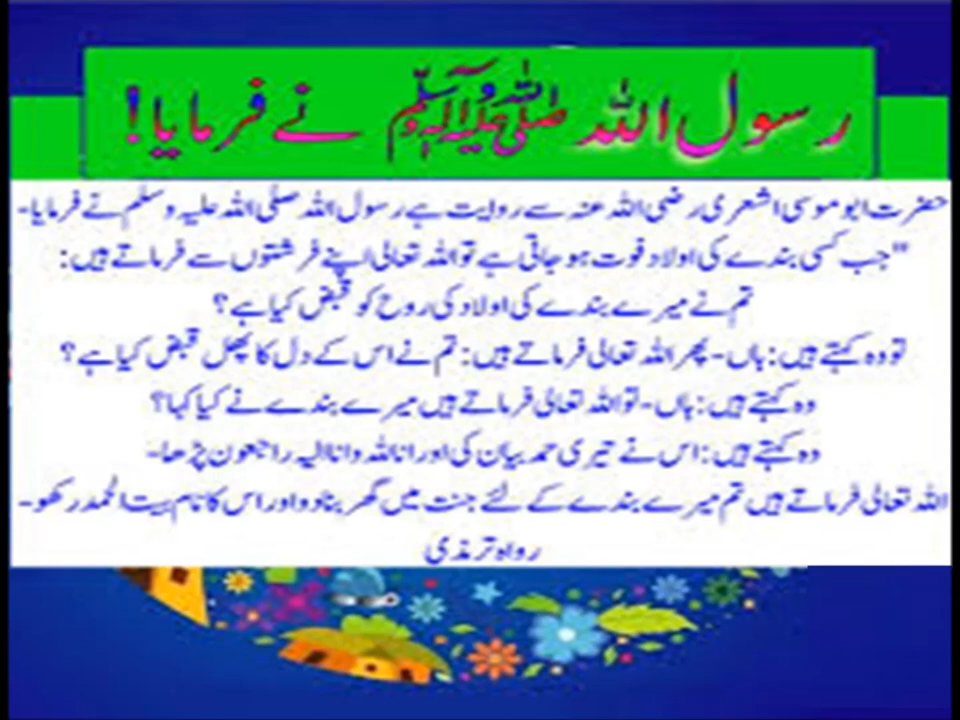 رسول اللہ صلی اللہ علیہ وسلم نے فرمایا!
حضرت ابو موسی اشعری رضی اللہ عنہ سے روایت ہے رسول اللہ صلی اللہ علیہ وسلم نے فرمایا-
"جب کسی بندے کی اولاد فوت ہو جاتی ہے تو اللہ تعالی اپنے فرشتوں سے فرماتے ہیں:
تم نے میرے بندے کی اولاد کی روح کو قبض کیا ہے؟
تو وہ کہتے ہیں: ہاں- پھر اللہ تعالی فرماتے ہیں: تم نے اس کے دل کا پھل قبض کیا ہے؟
وہ کہتے ہیں: ہاں- تو اللہ تعالی فرماتے ہیں میرے بندے نے کیا کہا؟
وہ کہتے ہیں: اس نے تیری حمد بیان کی اور انا للہ وانا الیہ راجعون پڑھا-
اللہ تعالی فرماتے ہیں تم میرے بندے کے لئے جنت میں گھر بنا دو اور اس کا نام بیت الحمد رکھو-
رواہ ترمذی